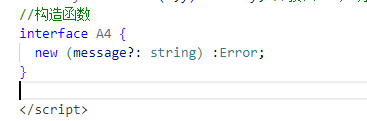 //构造函数
interface A4 {
  new (message?: string) :Error;
}
</script>